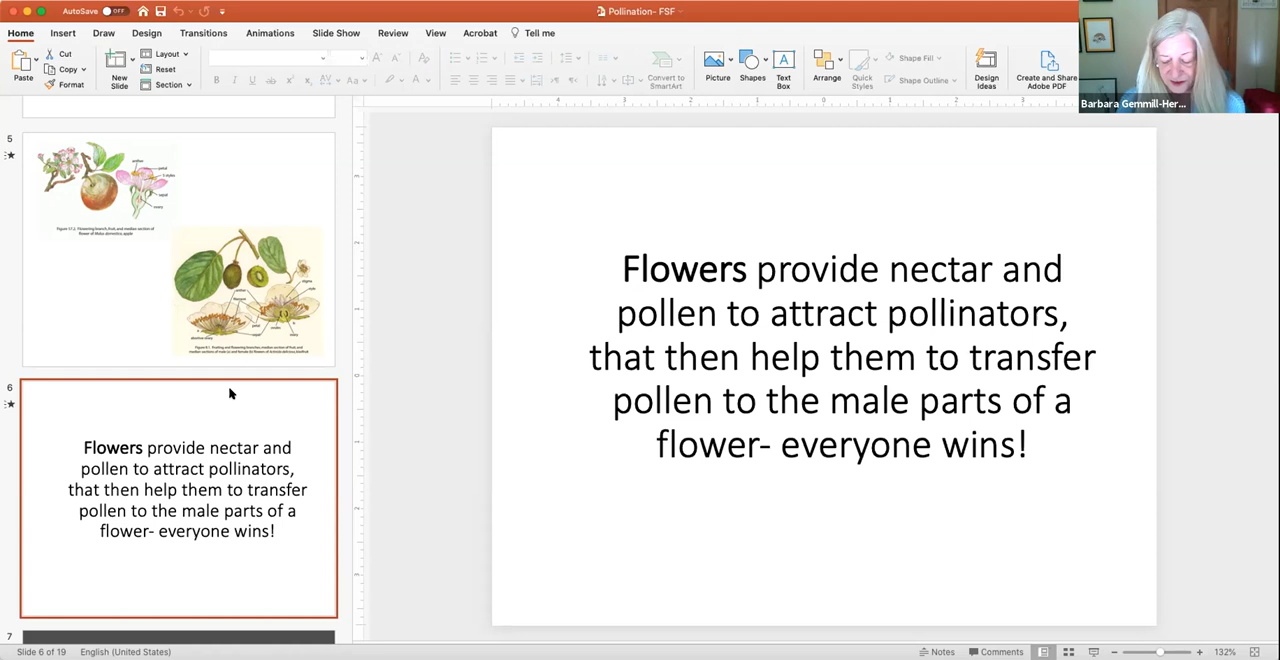 AutoSave OFF
Pollination- FSF
Home Insert Draw Design Transitions Animations Slide Show Review View Acrobat Tell me
Paste
Cut
Copy
Format
New
Slide
Layout
Reset
Section
Convert to
SmartArt
Picture
Shapes
Text
Box
Arrange
Quick
Styles
Shape Fill
Shape Outline
Design
Ideas
Create and Share
Adobe PDF
Barbara Gemmill-Her...
5
6
Flowers provide nectar and
pollen to attract pollinators,
that then help them to transfer
pollen to the male parts of a
flower- everyone wins!
7
Flowers provide nectar and
pollen to attract pollinators,
that then help them to transfer
pollen to the male parts of a
flower- everyone wins!
Slide 6 of 19 English (United States)
Notes Comments 132%